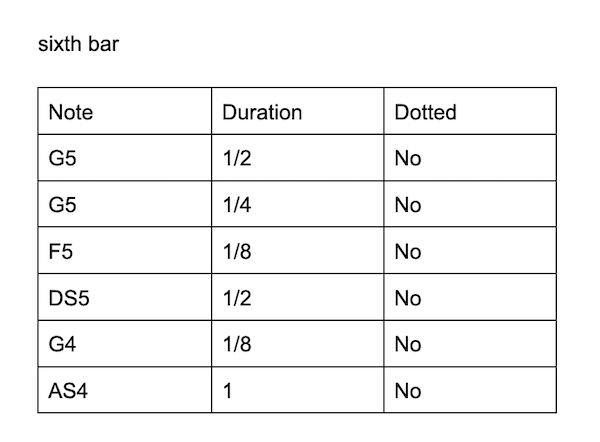 sixth bar
Note Duration Dotted
G5 1/2 No
G5 1/4 No
F5 1/8 No
DS5 1/2 No
G4 1/8 No
AS4 1 No